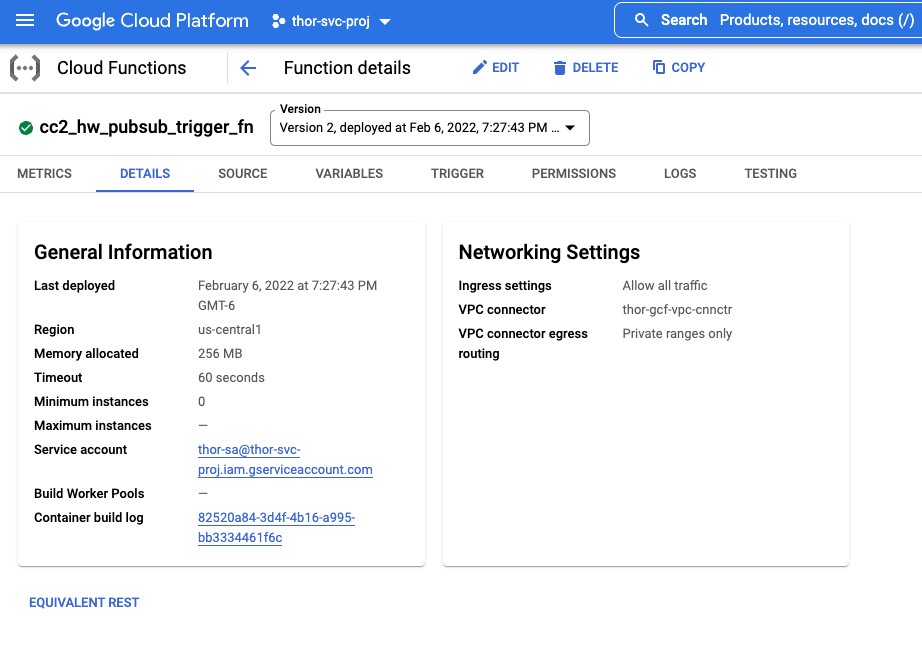 Google Cloud Platform thor-svc-proj Search Products, resources, docs (/)
Cloud Functions Function details EDIT DELETE COPY
Version
cc2_hw_pubsub_trigger_fn Version 2, deployed at Feb 6, 2022, 7:27:43 PM ...
METRICS DETAILS SOURCE VARIABLES TRIGGER PERMISSIONS LOGS TESTING
General Information
Last deployed February 6, 2022 at 7:27:43 PM
GMT-6
Region us-central1
Memory allocated 256 MB
Timeout 60 seconds
Minimum instances 0
Maximum instances —
Service account thor-sa@thor-svc-
proj.iam.gserviceaccount.com
Build Worker Pools —
Container build log 82520a84-3d4f-4b16-a995-
bb3334461f6c
Networking Settings
Ingress settings Allow all traffic
VPC connector thor-gcf-vpc-cnnctr
VPC connector egress Private ranges only
routing
EQUIVALENT REST